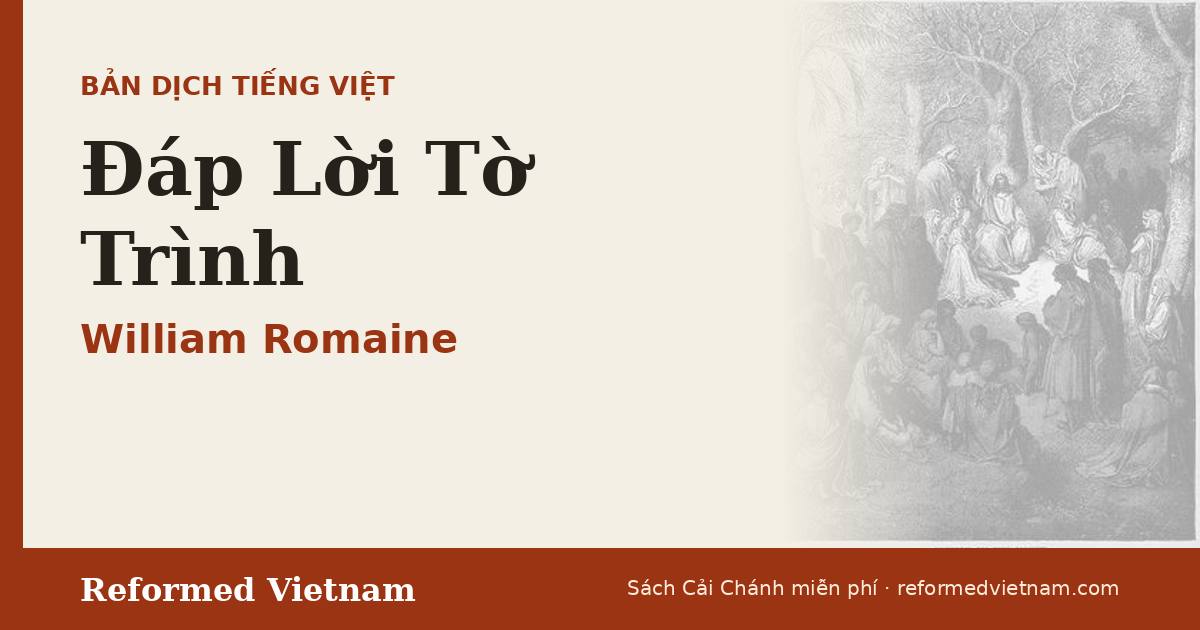 BẢN DỊCH TIẾNG VIỆT
Đáp Lời Tờ
Trình
William Romaine
Reformed Vietnam
Sách Cải Chánh miễn phí · reformedvietnam.com